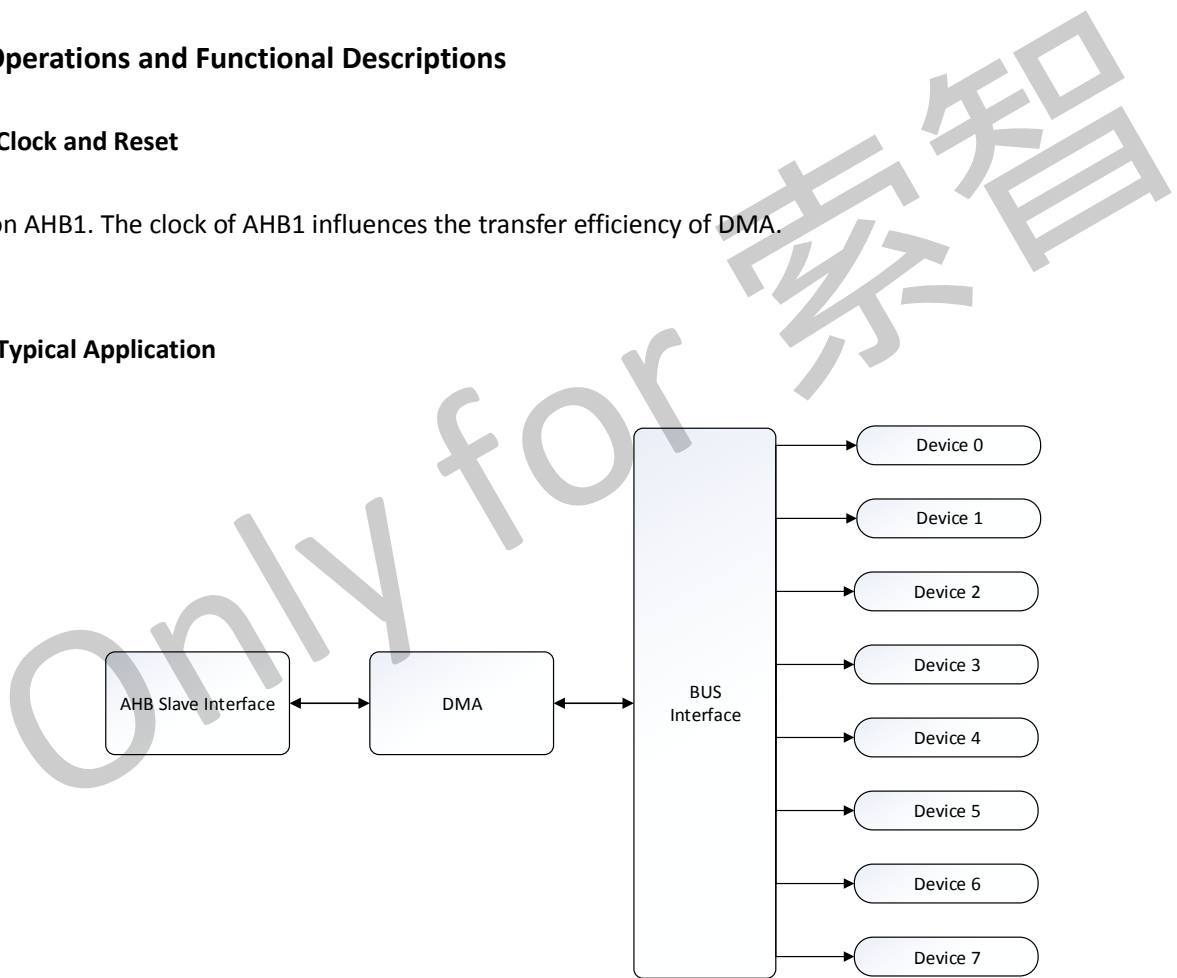 Operations and Functional Descriptions
Clock and Reset
on AHB1. The clock of AHB1 influences the transfer efficiency of DMA.
Typical Application
Only for 索智
AHB Slave Interface
DMA
BUS
Interface
Device 0
Device 1
Device 2
Device 3
Device 4
Device 5
Device 6
Device 7